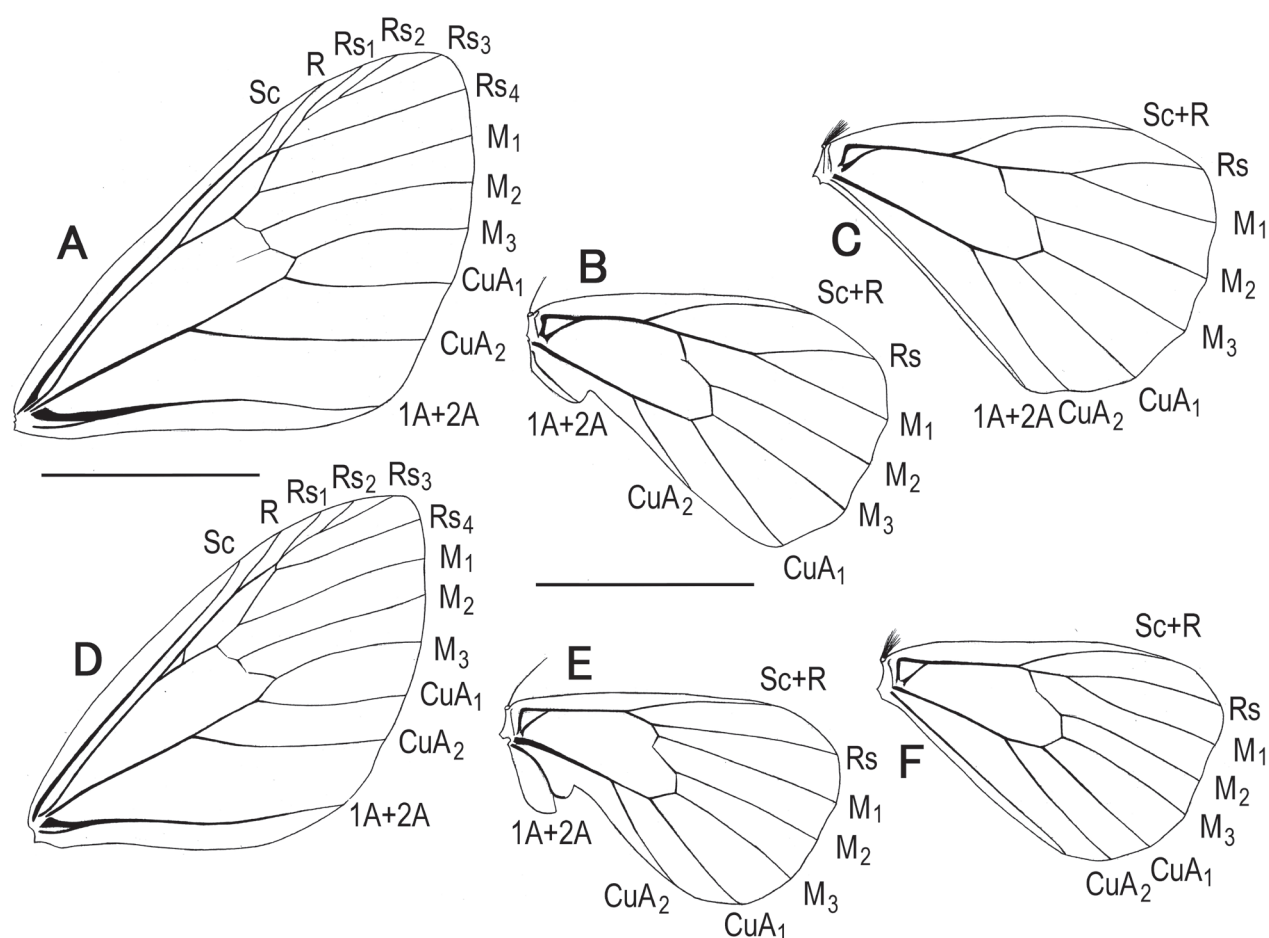 A
Sc
R
Rs1
Rs2
Rs3
Rs4
M1
M2
M3
CuA1
CuA2
1A+2A
B
Sc+R
Rs
M1
M2
M3
CuA1
CuA2
1A+2A
C
Sc+R
Rs
M1
M2
M3
CuA1
CuA2
1A+2A
D
Sc
R
Rs1
Rs2
Rs3
Rs4
M1
M2
M3
CuA1
CuA2
1A+2A
E
Sc+R
Rs
M1
M2
M3
CuA1
CuA2
1A+2A
F
Sc+R
Rs
M1
M2
M3
CuA1
CuA2